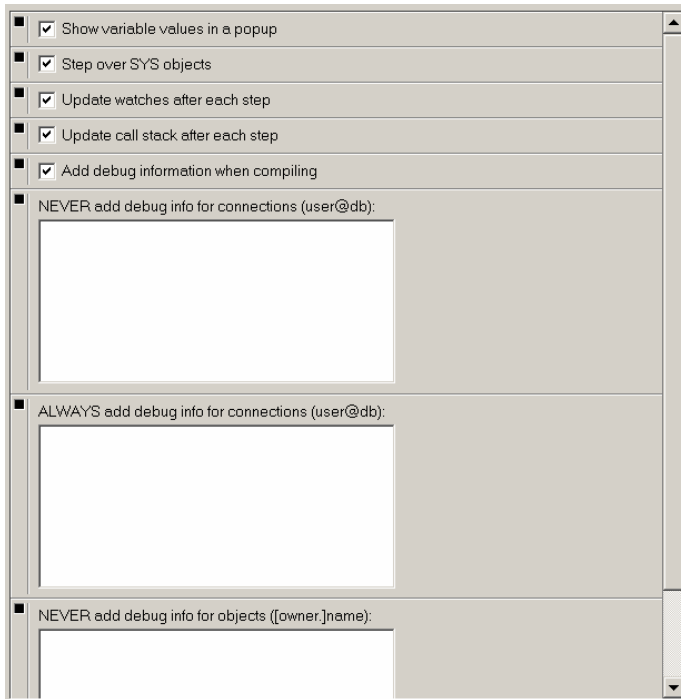 Show variable values in a popup
Step over SYS objects
Update watches after each step
Update call stack after each step
Add debug information when compiling
NEVER add debug info for connections (user@db):
ALWAYS add debug info for connections (user@db):
NEVER add debug info for objects ([owner.]name):